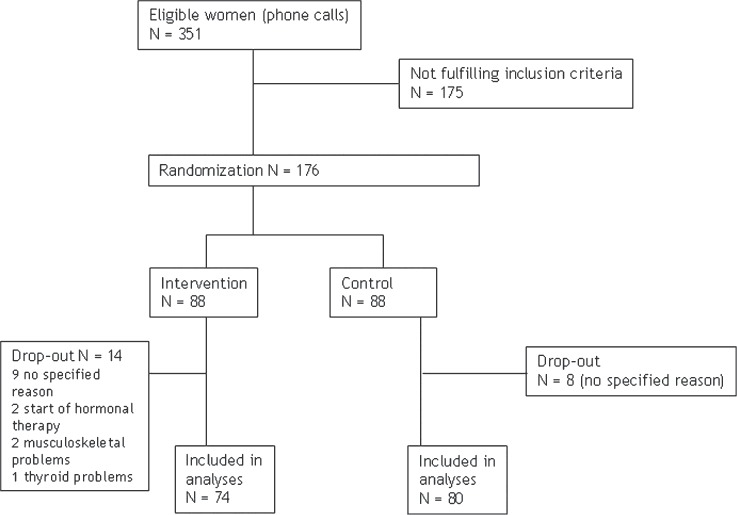 Eligible women (phone calls)
N = 351
Not fulfilling inclusion criteria
N = 175
Randomization N = 176
Intervention
N = 88
Control
N = 88
Drop-out N = 14
9 no specified
reason
2 start of hormonal
therapy
2 musculoskeletal
problems
1 thyroid problems
Drop-out
N = 8 (no specified reason)
Included in
analyses
N = 74
Included in
analyses
N = 80